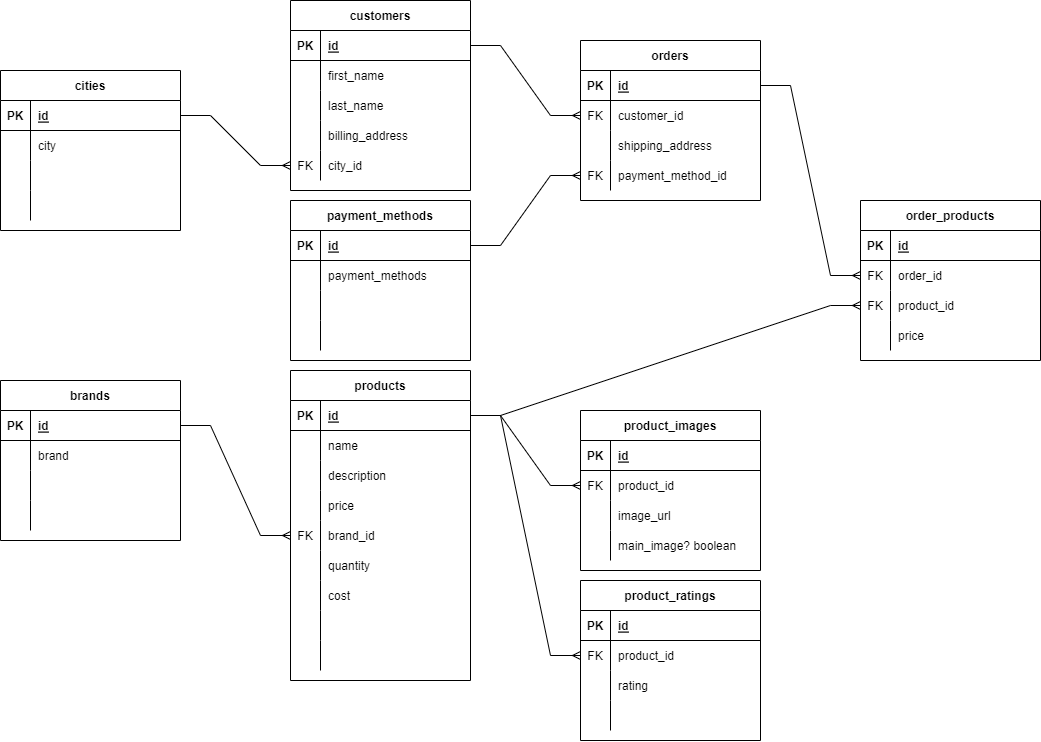 customers
PK id
first_name
last_name
billing_address
FK city_id
orders
PK id
FK customer_id
shipping_address
FK payment_method_id
cities
PK id
city
payment_methods
PK id
payment_methods
order_products
PK id
FK order_id
FK product_id
price
brands
PK id
brand
products
PK id
name
description
price
FK brand_id
quantity
cost
product_images
PK id
FK product_id
image_url
main_image? boolean
product_ratings
PK id
FK product_id
rating